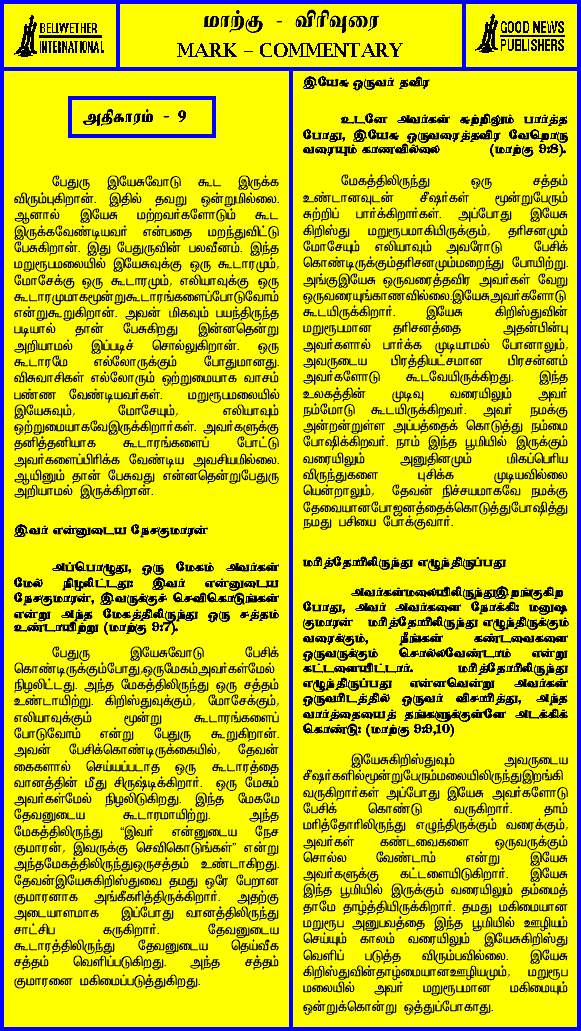 BELLWETHER
INTERNATIONAL
மாற்கு - விரிவுரை
MARK – COMMENTARY
GOOD NEWS
PUBLISHERS
அதிகாரம் - 9
பேதுரு இயேசுவோடு கூட இருக்க
விரும்புகிறான். இதில் தவறு ஒன்றுமில்லை.
ஆனால் இயேசு மற்றவர்களோடும் கூட
இருக்கவேண்டியவர் என்பதை மறந்துவிட்டு
பேசுகிறான். இது பேதுருவின் பலவீனம். இந்த
மறுரூபமலையில் இயேசுவுக்கு ஒரு கூடாரமும்,
மோசேக்கு ஒரு கூடாரமும், எலியாவுக்கு ஒரு
கூடாரமுமாகமூன்றுகூடாரங்களைப்போடுவோம்
என்றுகூறுகிறான். அவன் மிகவும் பயந்திருந்த
படியால் தான் பேசுகிறது இன்னதென்று
அறியாமல் இப்படிச் சொல்லுகிறான். ஒரு
கூடாரமே எல்லோருக்கும் போதுமானது.
விசுவாசிகள் எல்லோரும் ஒற்றுமையாக வாசம்
பண்ண வேண்டியவர்கள். மறுரூபமலையில்
இயேசுவும், மோசேயும், எலியாவும்
ஒற்றுமையாகவேஇருக்கிறார்கள். அவர்களுக்கு
தனித்தனியாக கூடாரங்களைப் போட்டு
அவர்களைப்பிரிக்க வேண்டிய அவசியமில்லை.
ஆயினும் தான் பேசுவது என்னதென்றுபேதுரு
அறியாமல் இருக்கிறான்.
இவர் என்னுடைய நேசகுமாரன்
அப்பொழுது, ஒரு மேகம் அவர்கள்
மேல் நிழலிட்டது: இவர் என்னுடைய
நேசகுமாரன், இவருக்குச் செவிகொடுங்கள்
என்று அந்த மேகத்திலிருந்து ஒரு சத்தம்
உண்டாயிற்று (மாற்கு 9:7).
பேதுரு இயேசுவோடு பேசிக்
கொண்டிருக்கும்போது,ஒருமேகம்அவர்கள்மேல்
நிழலிட்டது. அந்த மேகத்திலிருந்து ஒரு சத்தம்
உண்டாயிற்று. கிறிஸ்துவுக்கும், மோசேக்கும்,
எலியாவுக்கும் மூன்று கூடாரங்களைப்
போடுவோம் என்று பேதுரு கூறுகிறான்.
அவன் பேசிக்கொண்டிருக்கையில், தேவன்
கைகளால் செய்யப்படாத ஒரு கூடாரத்தை
வானத்தின் மீது சிருஷ்டிக்கிறார். ஒரு மேகம்
அவர்கள்மேல் நிழலிடுகிறது. இந்த மேகமே
தேவனுடைய கூடாரமாயிற்று. அந்த
மேகத்திலிருந்து “இவர் என்னுடைய நேச
குமாரன், இவருக்கு செவிகொடுங்கள்” என்று
அந்தமேகத்திலிருந்துஒருசத்தம் உண்டாகிறது.
தேவன்இயேசுகிறிஸ்துவை தமது ஒரே பேறான
குமாரனாக அங்கீகரித்திருக்கிறார். அதற்கு
அடையாளமாக இப்போது வானத்திலிருந்து
சாட்சிப கருகிறார். தேவனுடைய
கூடாரத்திலிருந்து தேவனுடைய தெய்வீக
சத்தம் வெளிப்படுகிறது. அந்த சத்தம்
குமாரனை மகிமைப்படுத்துகிறது.
இயேசு ஒருவர் தவிர
உடனே அவர்கள் சுற்றிலும் பார்த்த
போது, இயேசு ஒருவரைத்தவிர வேறொரு
வரையும் காணவில்லை (மாற்கு 9:8).
மேகத்திலிருந்து ஒரு சத்தம்
உண்டானவுடன் சீஷர்கள் மூன்றுபேரும்
சுற்றிப் பார்க்கிறார்கள். அப்போது இயேசு
கிறிஸ்து மறுரூபமாகியிருக்கும், தரிசனமும்
மோசேயும் எலியாவும் அவரோடு பேசிக்
கொண்டிருக்கும்தரிசனமும்மறைந்து போயிற்று.
அங்குஇயேசு ஒருவரைத்தவிர அவர்கள் வேறு
ஒருவரையுங்காணவில்லை.இயேசுஅவர்களோடு
கூடயிருக்கிறார். இயேசு கிறிஸ்துவின்
மறுரூபமான தரிசனத்தை அதன்பின்பு
அவர்களால் பார்க்க முடியாமல் போனாலும்,
அவருடைய பிரத்தியட்சமான பிரசன்னம்
அவர்களோடு கூடவேயிருக்கிறது. இந்த
உலகத்தின் முடிவு வரையிலும் அவர்
நம்மோடு கூடயிருக்கிறவர். அவர் நமக்கு
அன்றன்றுள்ள அப்பத்தைக் கொடுத்து நம்மை
போஷிக்கிறவர். நாம் இந்த பூமியில் இருக்கும்
வரையிலும் அனுதினமும் மிகப்பெரிய
விருந்துகளை புசிக்க முடியவில்லை
யென்றாலும், தேவன் நிச்சயமாகவே நமக்கு
தேவையானபோஜனத்தைக்கொடுத்துபோஷித்து
நமது பசியை போக்குவார்.
மரித்தோரிலிருந்து எழுந்திருப்பது
அவர்கள்மலையிலிருந்துஇறங்குகிற
போது, அவர் அவர்களை நோக்கி: மனுஷ
குமாரன் மரித்தோரிலிருந்து எழுந்திருக்கும்
வரைக்கும், நீங்கள் கண்டவைகளை
ஒருவருக்கும் சொல்லவேண்டாம் என்று
கட்டளையிட்டார். மரித்தோரிலிருந்து
எழுந்திருப்பது என்னவென்று அவர்கள்
ஒருவரிடத்தில் ஒருவர் விசாரித்து, அந்த
வார்த்தையைத் தங்களுக்குள்ளே அடக்கிக்
கொண்டு: (மாற்கு 9:9,10)
இயேசுகிறிஸ்துவும் அவருடைய
சீஷர்களில்மூன்றுபேரும்மலையிலிருந்துஇறங்கி
வருகிறார்கள் அப்போது இயேசு அவர்களோடு
பேசிக் கொண்டு வருகிறார். தாம்
மரித்தோரிலிருந்து எழுந்திருக்கும் வரைக்கும்,
அவர்கள் கண்டவைகளை ஒருவருக்கும்
சொல்ல வேண்டாம் என்று இயேசு
அவர்களுக்கு கட்டளையிடுகிறார். இயேசு
இந்த பூமியில் இருக்கும் வரையிலும் தம்மைத்
தாமே தாழ்த்தியிருக்கிறார். தமது மகிமையான
மறுரூப அனுபவத்தை இந்த பூமியில் ஊழியம்
செய்யும் காலம் வரையிலும் இயேசுகிறிஸ்து
வெளிப் படுத்த விரும்பவில்லை. இயேசு
கிறிஸ்துவின்தாழ்மையானஊழியமும், மறுரூப
மலையில் அவர் மறுரூபமான மகிமையும்
ஒன்றுக்கொன்று ஒத்துப்போகாது.